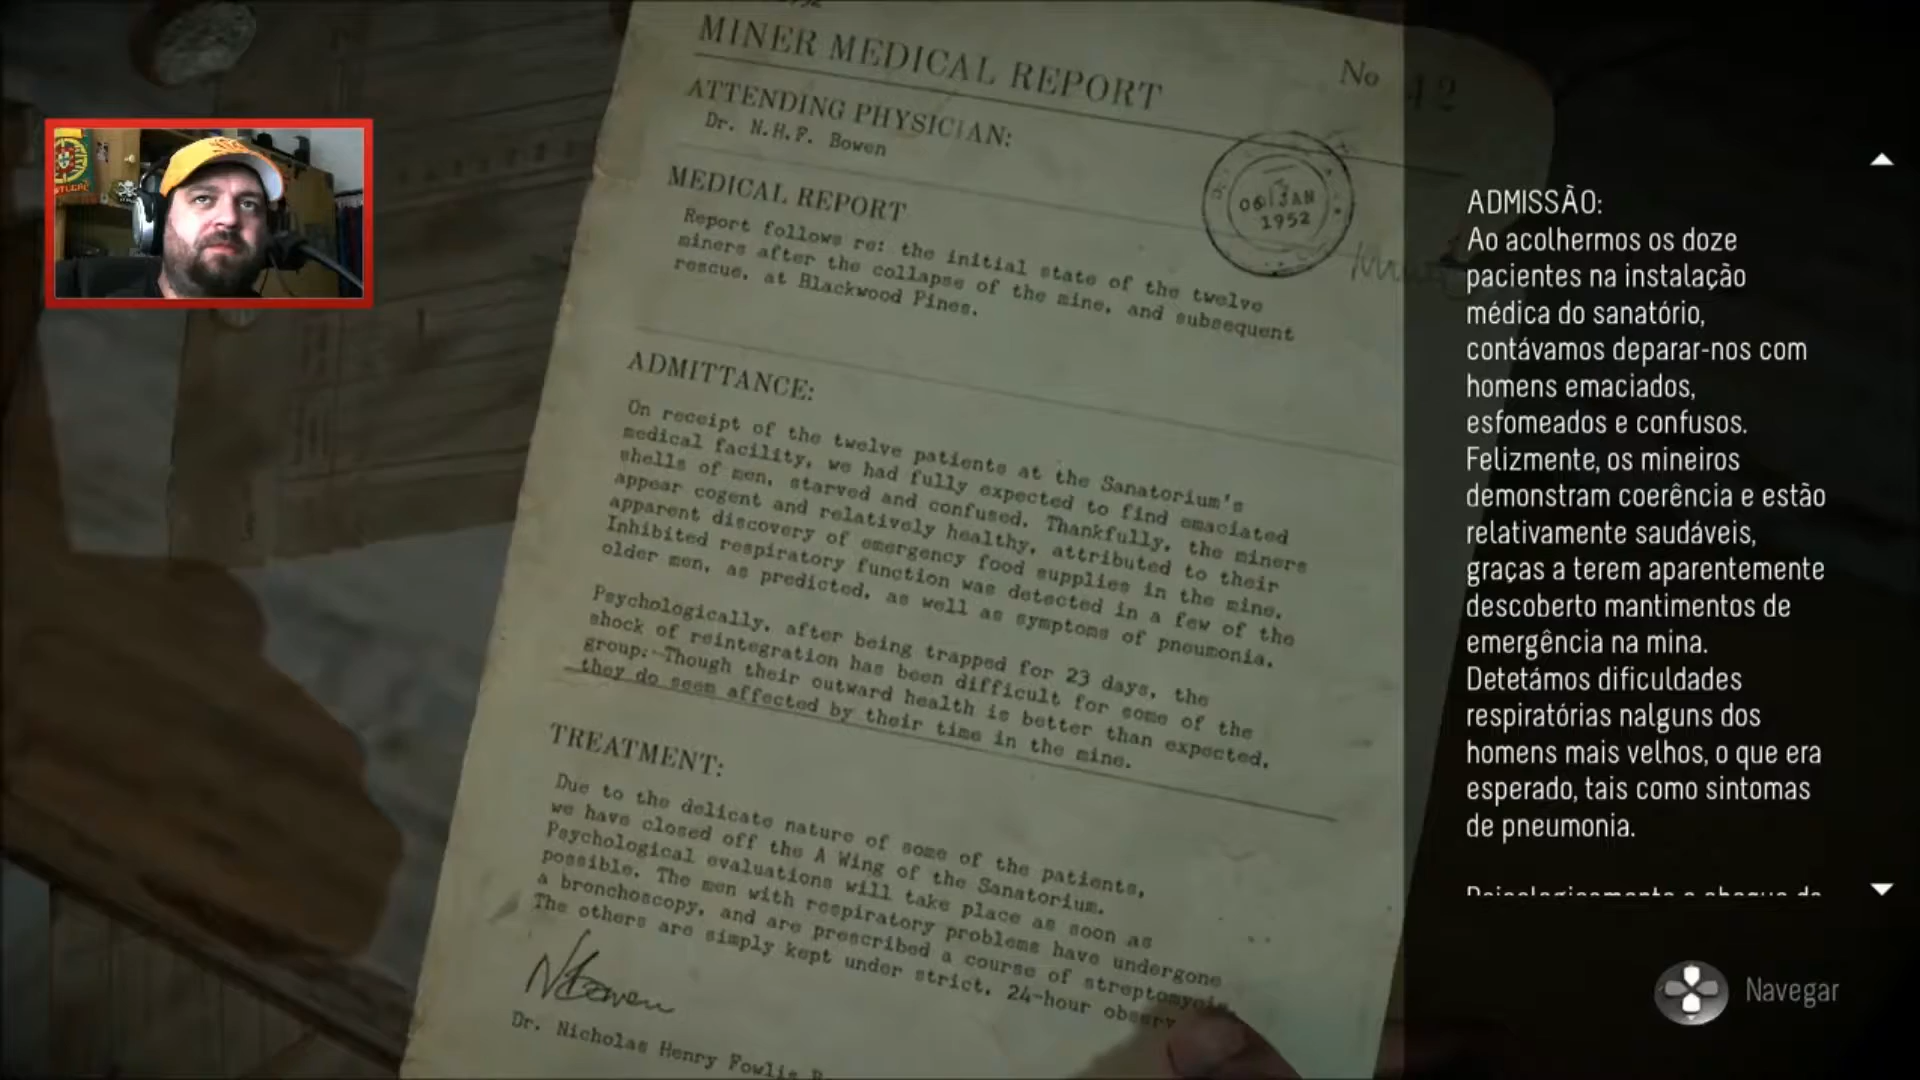 MINER MEDICAL REPORT
No 42
ATTENDING PHYSICIAN:
Dr. N.H.F. Bowen
06 JAN
1952
MEDICAL REPORT
Report follows re: the initial state of the twelve
miners after the collapse of the mine, and subsequent
rescue, at Blackwood Pines.
ADMITTANCE:
On receipt of the twelve patients at the Sanatorium's
medical facility, we had fully expected to find emaciated
shells of men, starved and confused. Thankfully, the miners
appear cogent and relatively healthy, attributed to their
apparent discovery of emergency food supplies in the mine.
Inhibited respiratory function was detected in a few of the
older men, as predicted, as well as symptoms of pneumonia.
Psychologically, after being trapped for 23 days, the
shock of reintegration has been difficult for some of the
group: Though their outward health is better than expected,
they do seem affected by their time in the mine.
TREATMENT:
Due to the delicate nature of some of the patients,
we have closed off the A Wing of the Sanatorium.
Psychological evaluations will take place as soon as
possible. The men with respiratory problems have undergone
a bronchoscopy, and are prescribed a course of streptomycin.
The others are simply kept under strict, 24-hour observ
NBowen
Dr. Nicholas Henry Fowlis B
ADMISSÃO:
Ao acolhermos os doze
pacientes na instalação
médica do sanatório,
contávamos deparar-nos com
homens emaciados,
esfomeados e confusos.
Felizmente, os mineiros
demonstram coerência e estão
relativamente saudáveis,
graças a terem aparentemente
descoberto mantimentos de
emergência na mina.
Detetámos dificuldades
respiratórias nalguns dos
homens mais velhos, o que era
esperado, tais como sintomas
de pneumonia.
Navegar